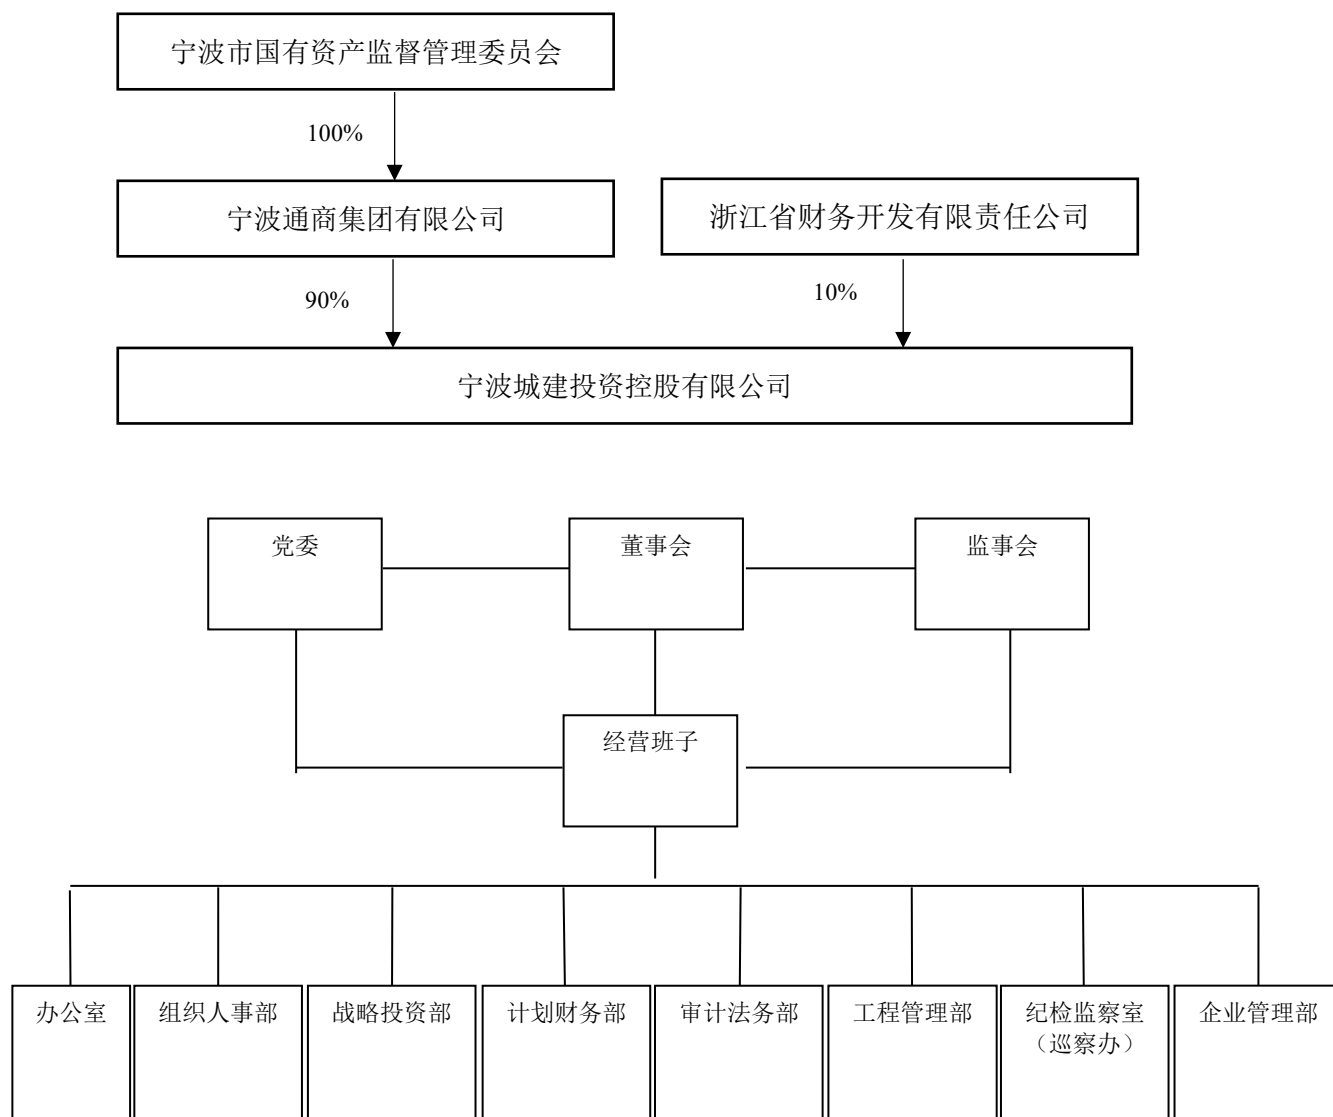 宁波市国有资产监督管理委员会
100%
宁波通商集团有限公司
浙江省财务开发有限责任公司
90%
10%
宁波城建投资控股有限公司
党委
董事会
监事会
经营班子
办公室
组织人事部
战略投资部
计划财务部
审计法务部
工程管理部
纪检监察室
（巡察办）
企业管理部